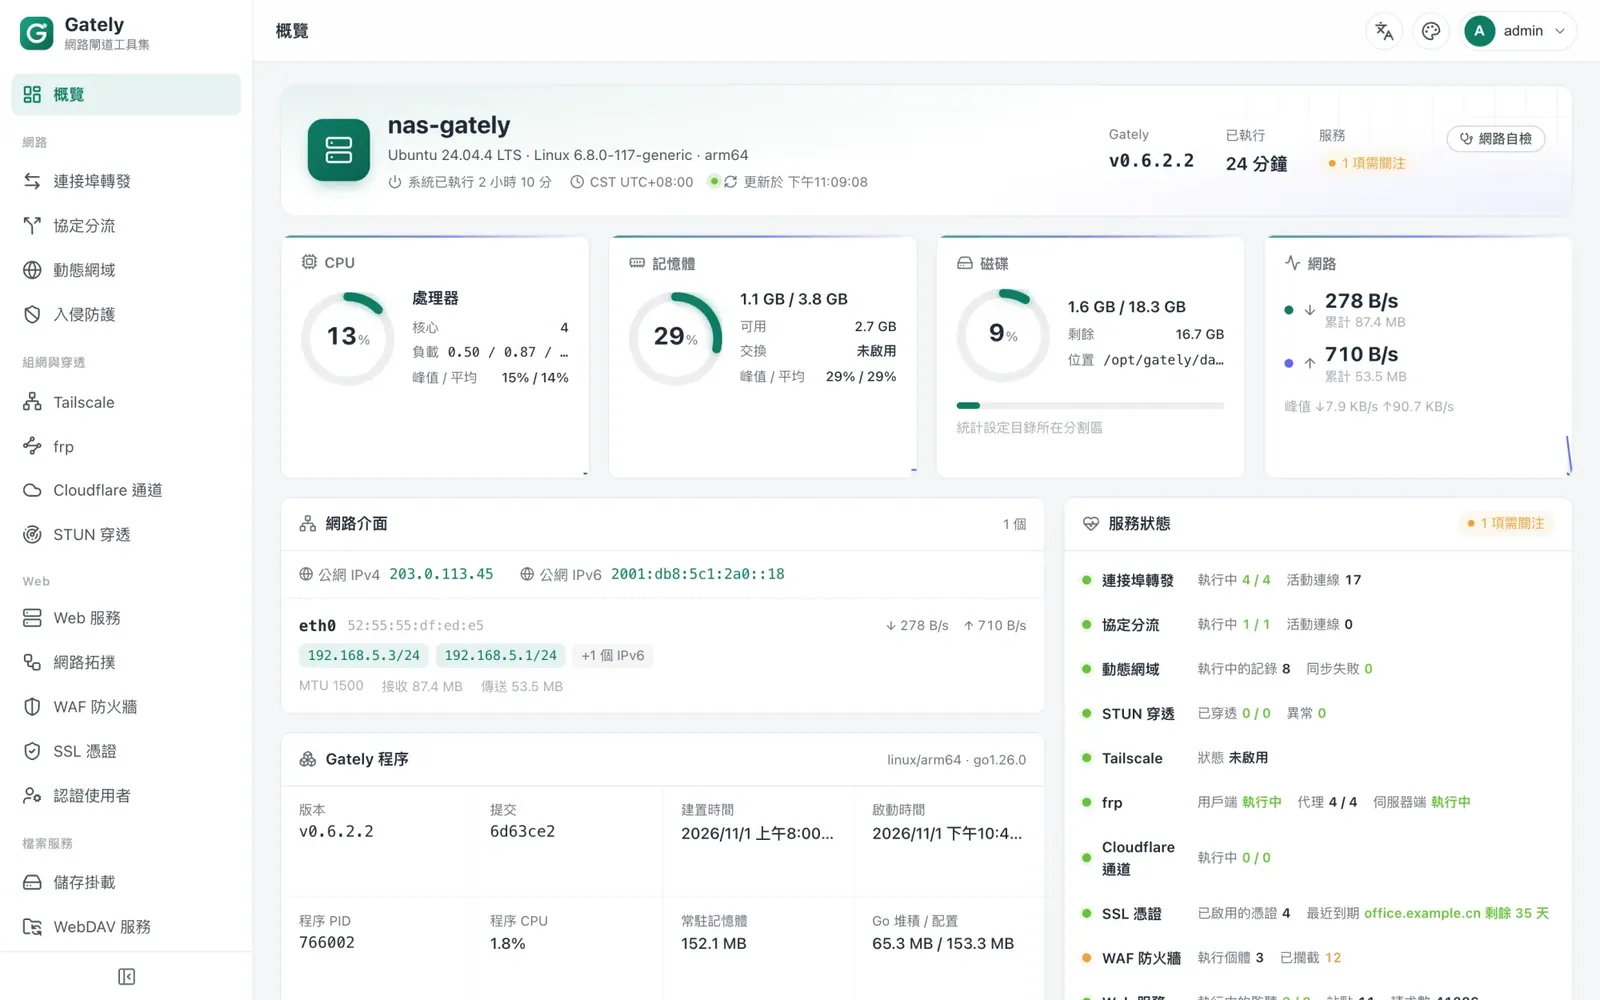 Gately
網路閘道工具集
概覽
網路
連接埠轉發
協定分流
動態網域
入侵防護
組網與穿透
Tailscale
frp
Cloudflare 通道
STUN 穿透
Web
Web 服務
網路拓撲
WAF 防火牆
SSL 憑證
認證使用者
檔案服務
儲存掛載
WebDAV 服務
概覽
A admin
nas-gately
Ubuntu 24.04.4 LTS · Linux 6.8.0-117-generic · arm64
系統已執行 2 小時 10 分 CST UTC+08:00 更新於 下午11:09:08
Gately
v0.6.2.2
已執行
24 分鐘
服務
1 項需關注
網路自檢
CPU
13%
處理器
核心 4
負載 0.50 / 0.87 / …
峰值 / 平均 15% / 14%
記憶體
29%
1.1 GB / 3.8 GB
可用 2.7 GB
交換 未啟用
峰值 / 平均 29% / 29%
磁碟
9%
1.6 GB / 18.3 GB
剩餘 16.7 GB
位置 /opt/gately/da…
統計設定目錄所在分割區
網路
↓ 278 B/s
累計 87.4 MB
↑ 710 B/s
累計 53.5 MB
峰值 ↓7.9 KB/s ↑90.7 KB/s
網路介面 1 個
公網 IPv4 203.0.113.45 公網 IPv6 2001:db8:5c1:2a0::18
eth0 52:55:55:df:ed:e5 ↓ 278 B/s ↑ 710 B/s
192.168.5.3/24 192.168.5.1/24 +1 個 IPv6
MTU 1500 接收 87.4 MB 傳送 53.5 MB
Gately 程序 linux/arm64 · go1.26.0
版本
v0.6.2.2
提交
6d63ce2
建置時間
2026/11/1 上午8:00...
啟動時間
2026/11/1 下午10:4...
程序 PID
766002
程序 CPU
1.8%
常駐記憶體
152.1 MB
Go 堆積 / 配置
65.3 MB / 153.3 MB
服務狀態 1 項需關注
連接埠轉發 執行中 4 / 4 活動連線 17
協定分流 執行中 1 / 1 活動連線 0
動態網域 執行中的記錄 8 同步失敗 0
STUN 穿透 已穿透 0 / 0 異常 0
Tailscale 狀態 未啟用
frp 用戶端 執行中 代理 4 / 4 伺服器端 執行中
Cloudflare 通道 執行中 0 / 0
SSL 憑證 已啟用的憑證 4 最近到期 office.example.cn 剩餘 35 天
WAF 防火牆 執行個體 3 已攔截 12